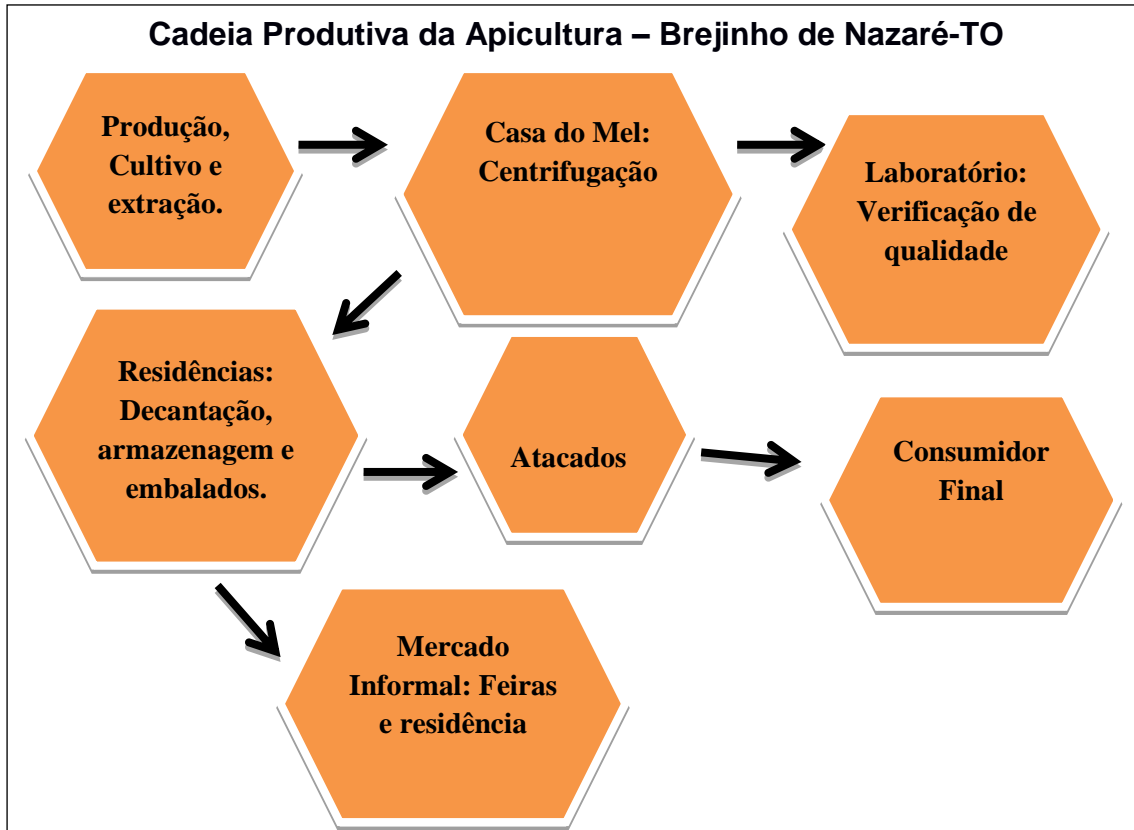 Cadeia Produtiva da Apicultura – Brejinho de Nazaré-TO
Produção,
Cultivo e
extração.
Casa do Mel:
Centrifugação
Laboratório:
Verificação de
qualidade
Residências:
Decantação,
armazenagem e
embalados.
Atacados
Consumidor
Final
Mercado
Informal: Feiras
e residência